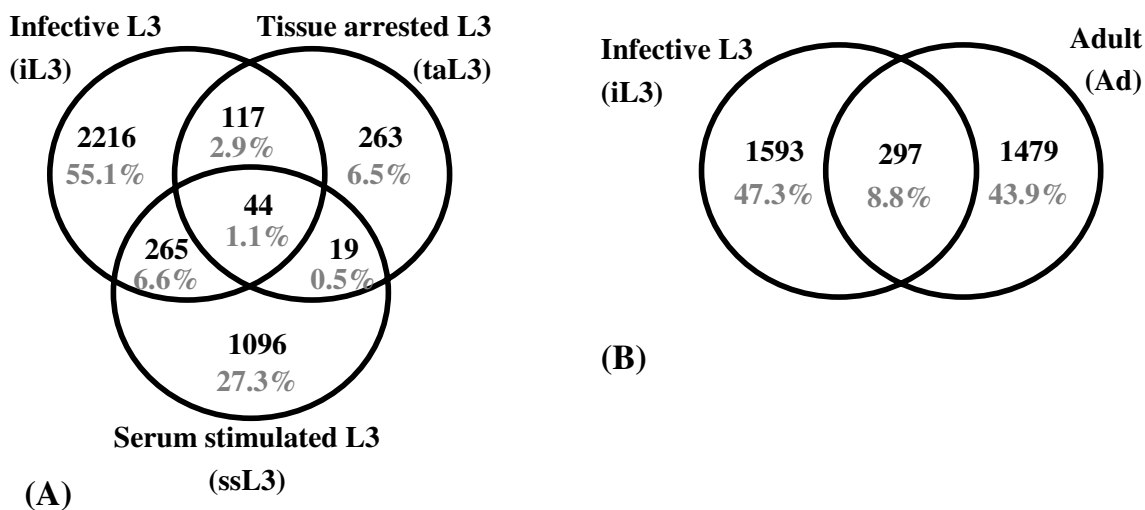 Infective L3
(iL3)
Tissue arrested L3
(taL3)
2216
55.1%
117
2.9%
263
6.5%
44
1.1%
265
6.6%
19
0.5%
1096
27.3%
Serum stimulated L3
(ssL3)
(A)
Infective L3
(iL3)
Adult
(Ad)
1593
47.3%
297
8.8%
1479
43.9%
(B)